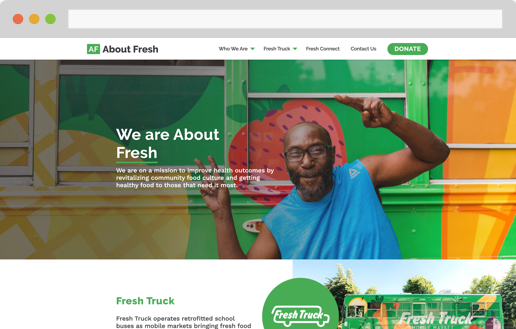 AF About Fresh
Who We Are Fresh Truck Fresh Connect Contact Us DONATE
We are About
Fresh
We are on a mission to improve health outcomes by
revitalizing community food culture and getting
healthy food to those that need it most.
Fresh Truck
Fresh Truck operates retrofitted school
buses as mobile markets bringing fresh food
Fresh Truck
Fresh Truck